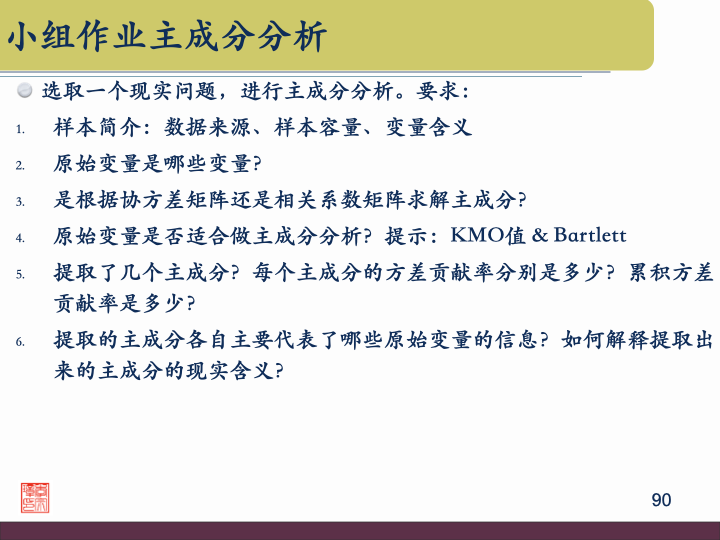 小组作业主成分分析
选取一个现实问题，进行主成分分析。要求：
1. 样本简介：数据来源、样本容量、变量含义
2. 原始变量是哪些变量？
3. 是根据协方差矩阵还是相关系数矩阵求解主成分？
4. 原始变量是否适合做主成分分析？提示：KMO值 & Bartlett
5. 提取了几个主成分？每个主成分的方差贡献率分别是多少？累积方差
贡献率是多少？
6. 提取的主成分各自主要代表了哪些原始变量的信息？如何解释提取出
来的主成分的现实含义？
90